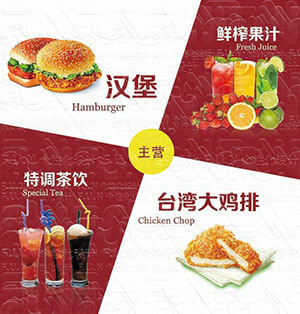 鲜榨果汁
Fresh Juice
汉堡
Hamburger
主营
特调茶饮
Special Tea
台湾大鸡排
Chicken Chop